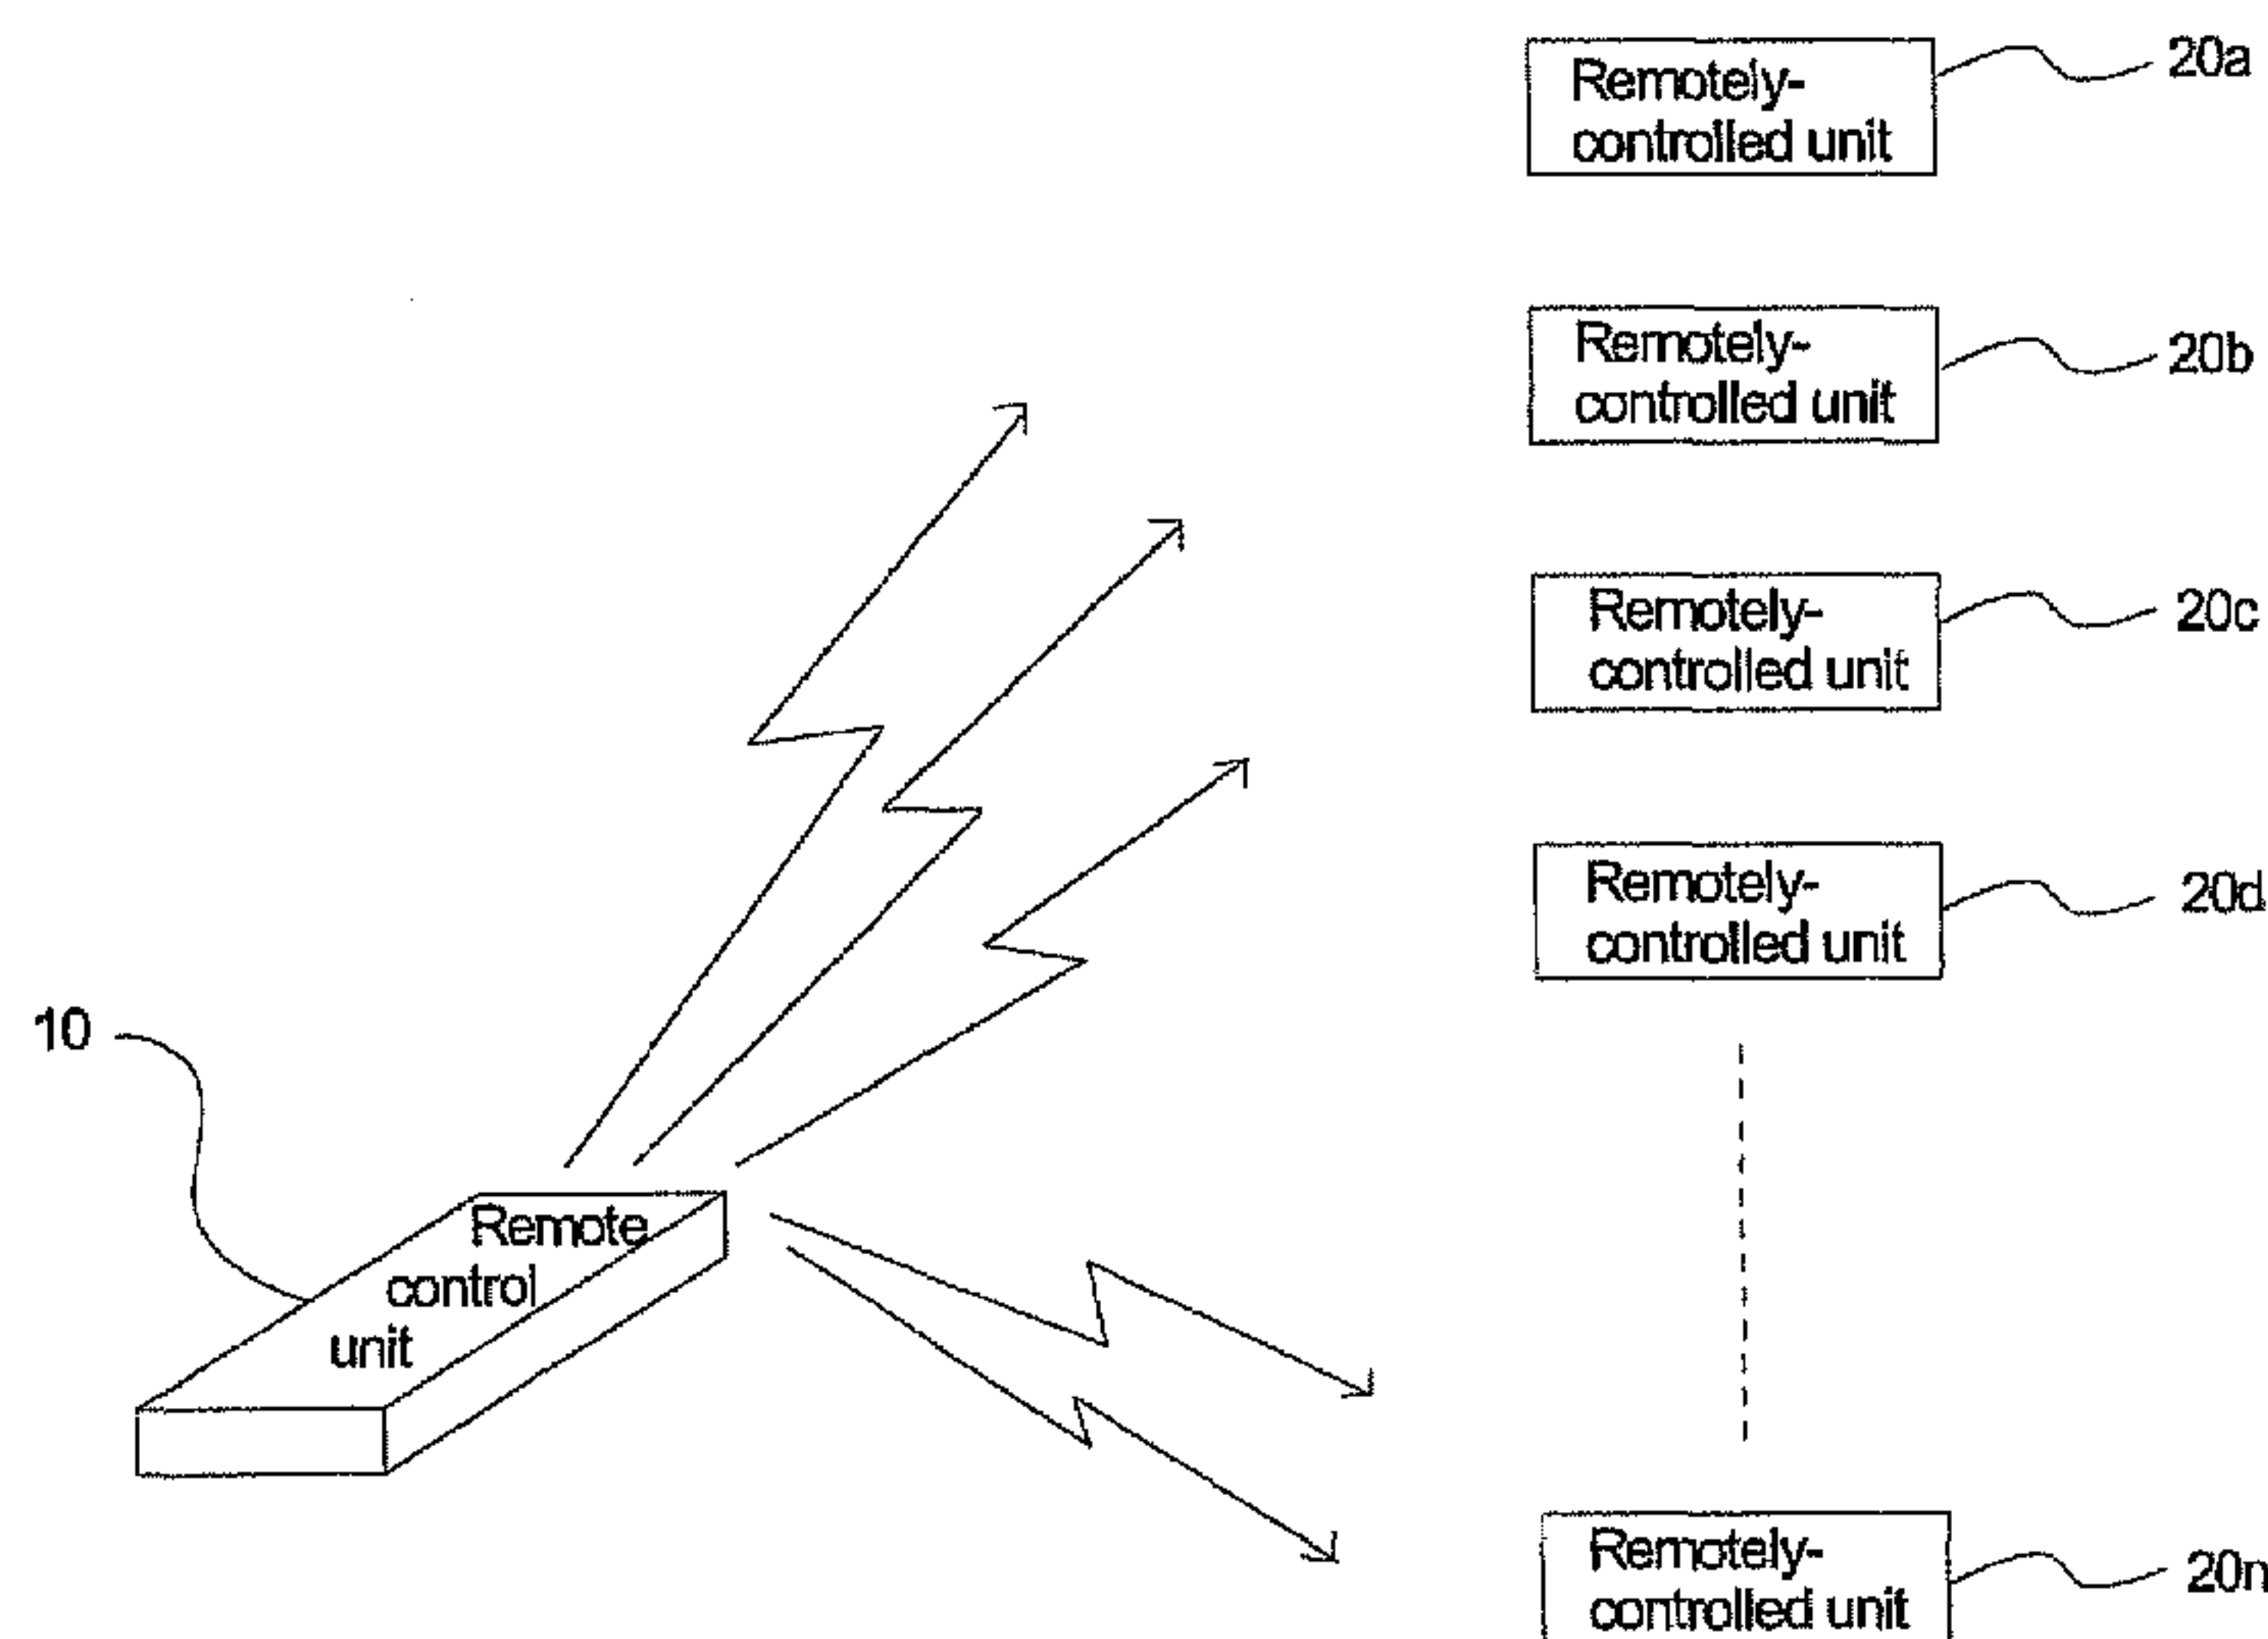 Remotely-
controlled unit
20a
Remotely-
controlled unit
20b
Remotely-
controlled unit
20c
Remotely-
controlled unit
20d
10
Remote
control
unit
Remotely-
controlled unit
20n